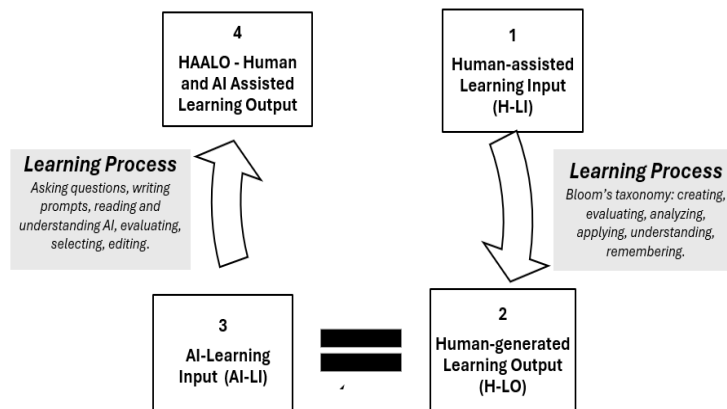 4
HAALO - Human
and AI Assisted
Learning Output
1
Human-assisted
Learning Input
(H-LI)
Learning Process
Asking questions, writing
prompts, reading and
understanding AI, evaluating,
selecting, editing.
Learning Process
Bloom's taxonomy: creating,
evaluating, analyzing,
applying, understanding,
remembering.
3
AI-Learning
Input (AI-LI)
2
Human-generated
Learning Output
(H-LO)